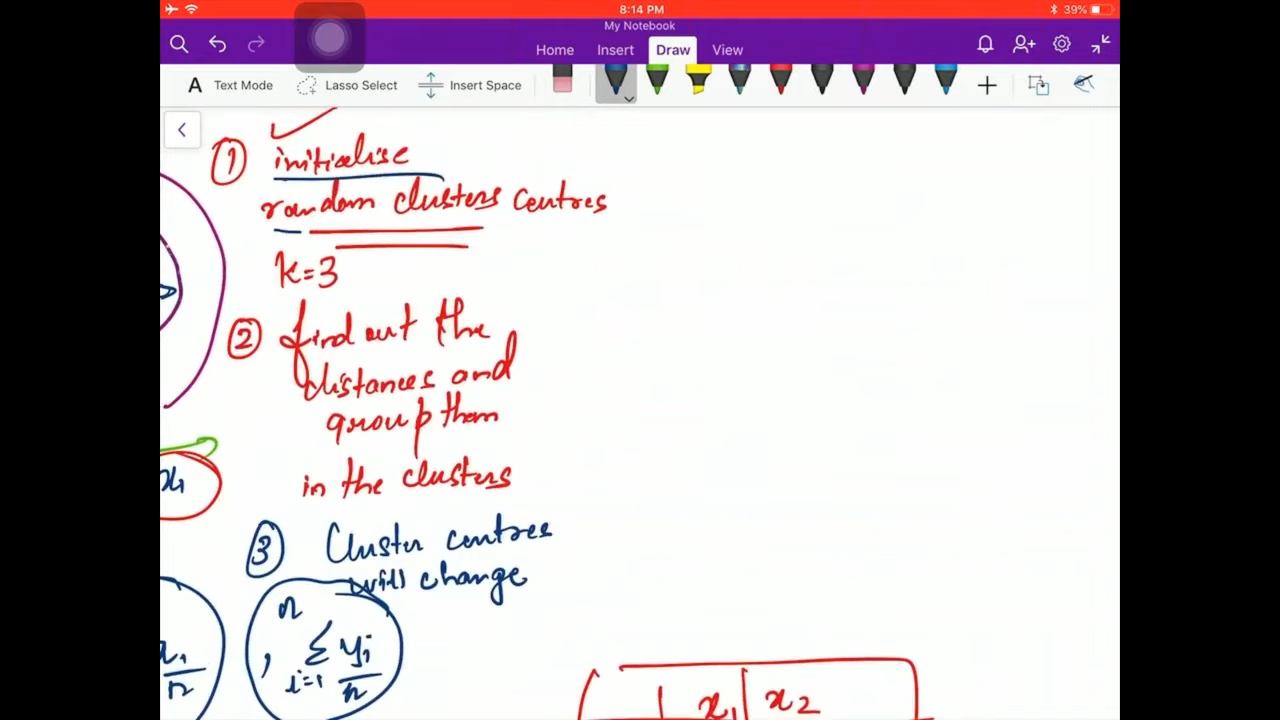 8:14 PM
39%
My Notebook
Home Insert Draw View
A Text Mode Lasso Select Insert Space
① initialise
random clusters centres
k=3
② find out the
distances and
group them
in the clusters
③ Cluster centres
will change
n
, Σ yi
i=1 n
x1
x1
n
x1 x2